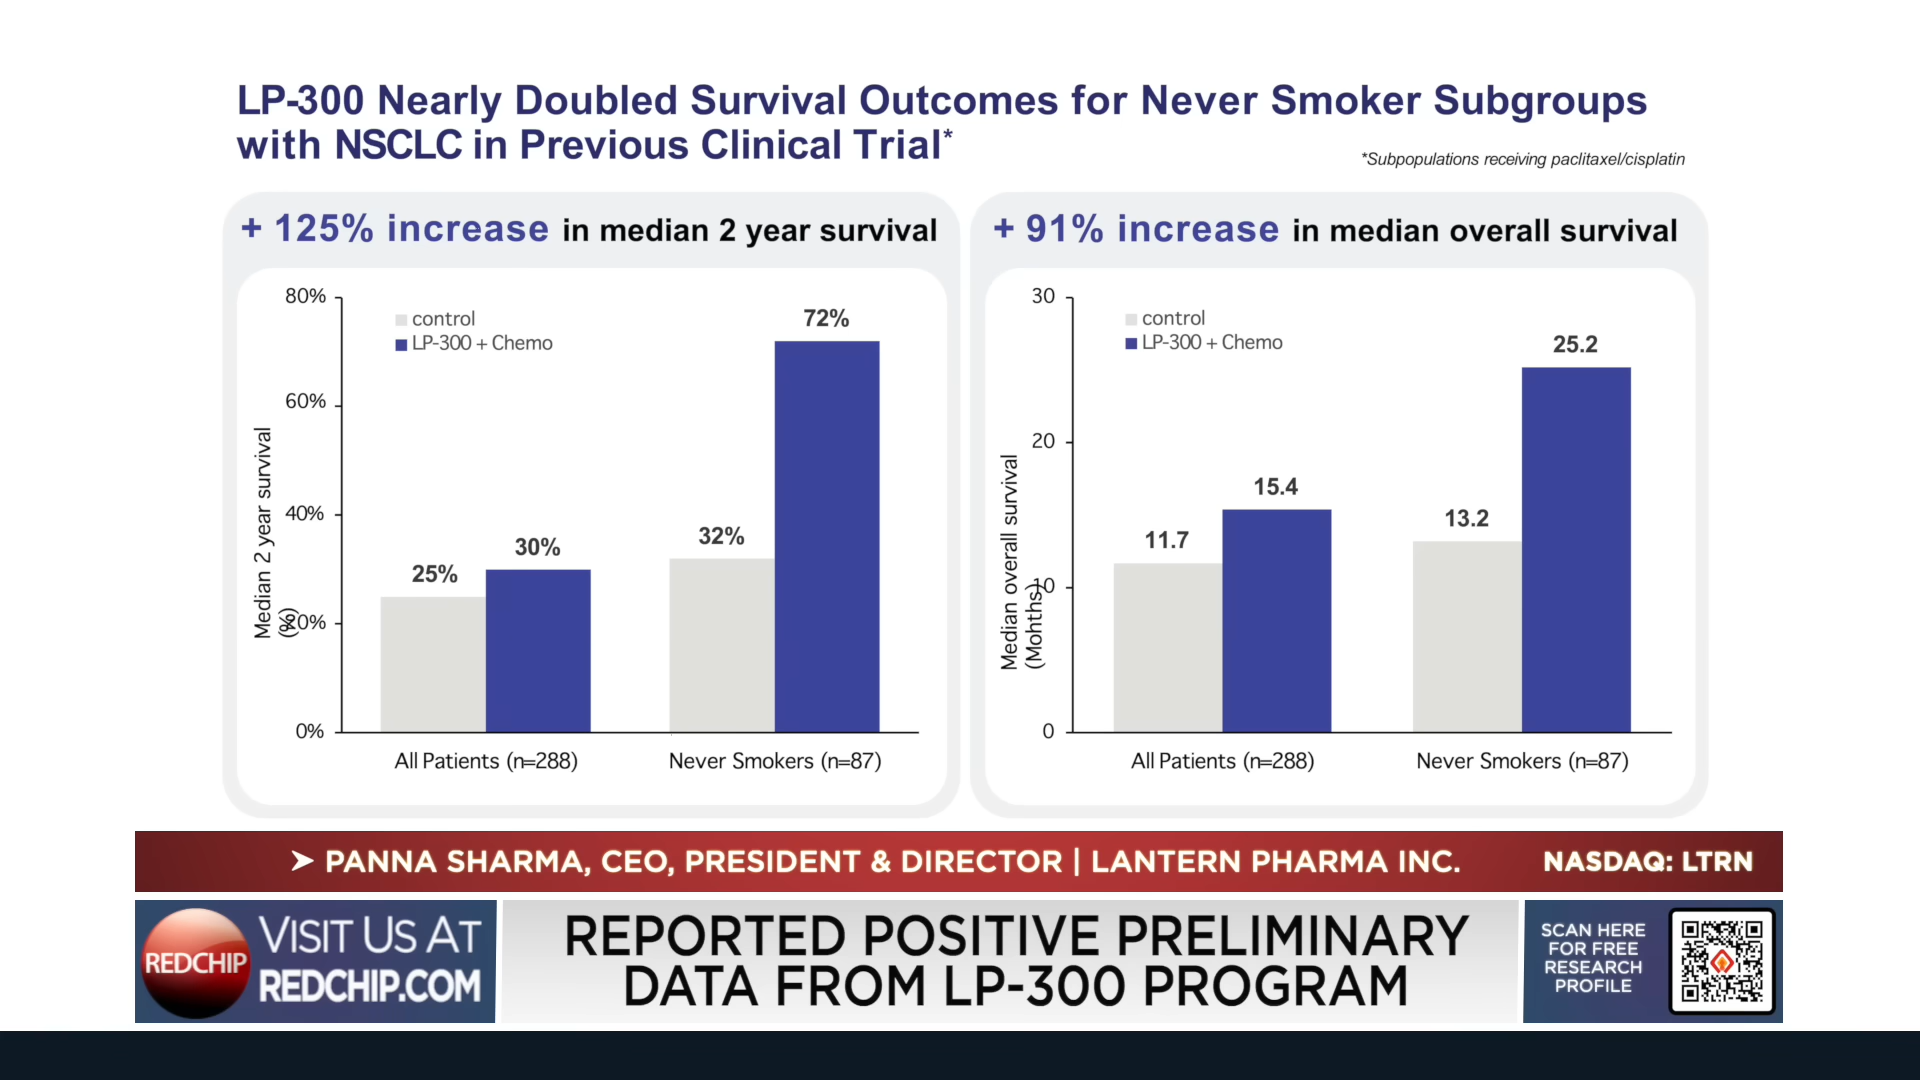 LP-300 Nearly Doubled Survival Outcomes for Never Smoker Subgroups
with NSCLC in Previous Clinical Trial*
*Subpopulations receiving paclitaxel/cisplatin
+ 125% increase in median 2 year survival
80%
60%
40%
20%
0%
Median 2 year survival
(%)
control
LP-300 + Chemo
25%
30%
32%
72%
All Patients (n=288)
Never Smokers (n=87)
+ 91% increase in median overall survival
30
20
10
0
Median overall survival
(Mohths)
control
LP-300 + Chemo
11.7
15.4
13.2
25.2
All Patients (n=288)
Never Smokers (n=87)
➤ PANNA SHARMA, CEO, PRESIDENT & DIRECTOR | LANTERN PHARMA INC.
NASDAQ: LTRN
REDCHIP
VISIT US AT
REDCHIP.COM
REPORTED POSITIVE PRELIMINARY
DATA FROM LP-300 PROGRAM
SCAN HERE
FOR FREE
RESEARCH
PROFILE